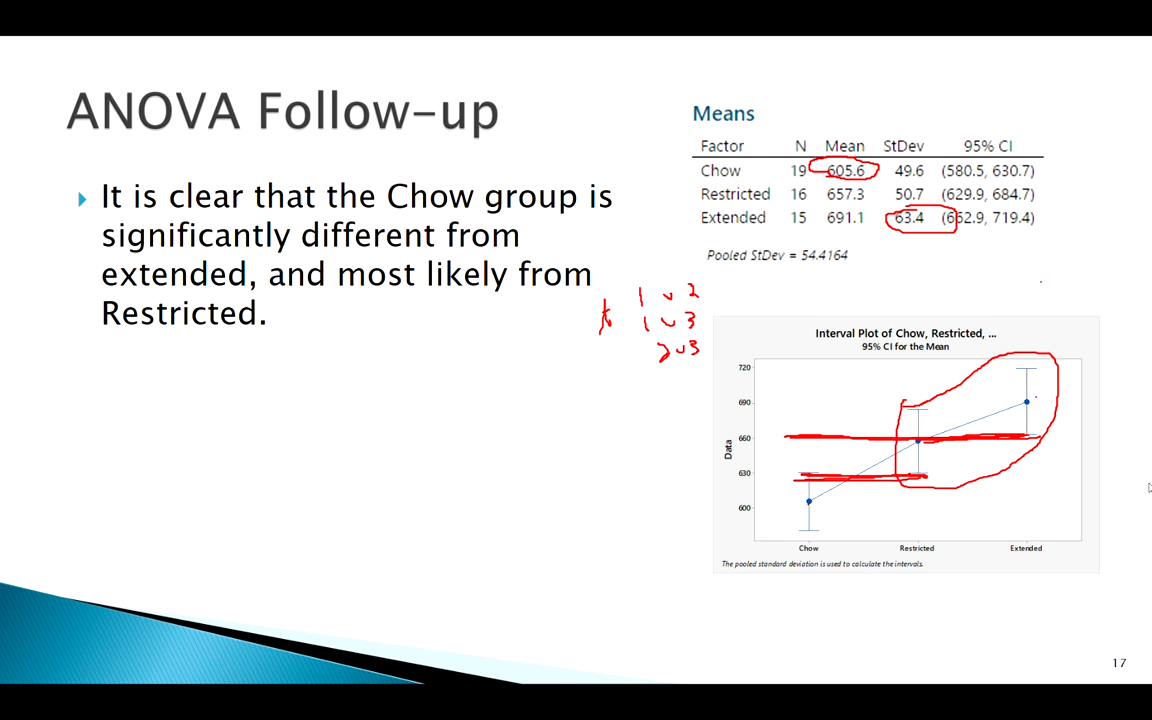 ANOVA Follow-up
It is clear that the Chow group is
significantly different from
extended, and most likely from
Restricted.
Means
Factor N Mean StDev 95% CI
Chow 19 605.6 49.6 (580.5, 630.7)
Restricted 16 657.3 50.7 (629.9, 684.7)
Extended 15 691.1 63.4 (662.9, 719.4)
Pooled StDev = 54.4164
1 v 2
1 v 3
2 v 3
Interval Plot of Chow, Restricted, ...
95% CI for the Mean
720
690
660
630
600
Data
Chow Restricted Extended
The pooled standard deviation is used to calculate the intervals.
17